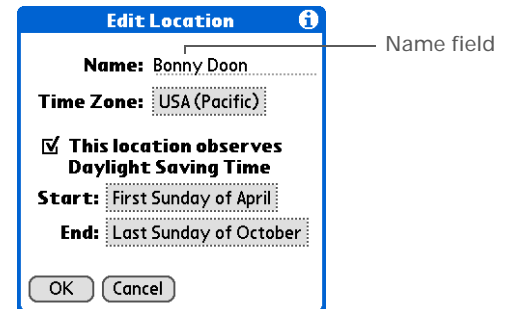 Edit Location
Name: Bonny Doon
Name field
Time Zone: USA (Pacific)
This location observes
Daylight Saving Time
Start: First Sunday of April
End: Last Sunday of October
OK Cancel